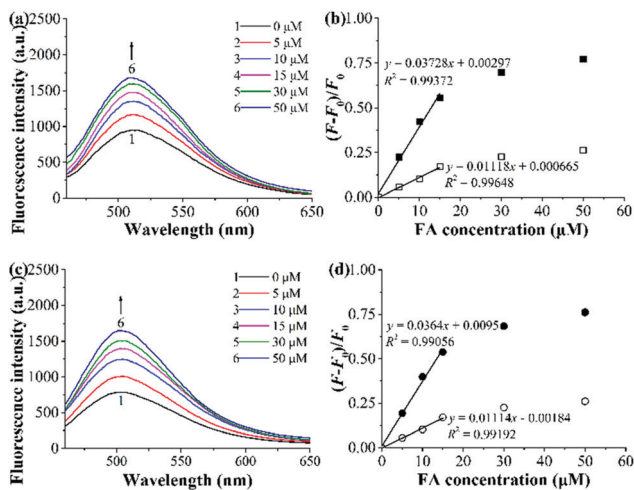 (a)
2500
2000
1500
1000
500
0
Fluorescence intensity (a.u.)
6
1
1 0 μM
2 5 μM
3 10 μM
4 15 μM
5 30 μM
6 50 μM
500 550 600 650
Wavelength (nm)
(b)
1.00
0.75
0.50
0.25
0.00
(F-F0)/F0
y − 0.03728x + 0.00297
R² − 0.99372
y − 0.01118x + 0.000665
R² − 0.99648
0 10 20 30 40 50 60
FA concentration (μM)
(c)
2500
2000
1500
1000
500
0
Fluorescence intensity (a.u.)
6
1
1 0 μM
2 5 μM
3 10 μM
4 15 μM
5 30 μM
6 50 μM
500 550 600 650
Wavelength (nm)
(d)
1.00
0.75
0.50
0.25
0.00
(F-F0)/F0
y = 0.0364x + 0.0095
R² = 0.99056
y = 0.01114x - 0.00184
R² = 0.99192
0 10 20 30 40 50 60
FA concentration (μM)